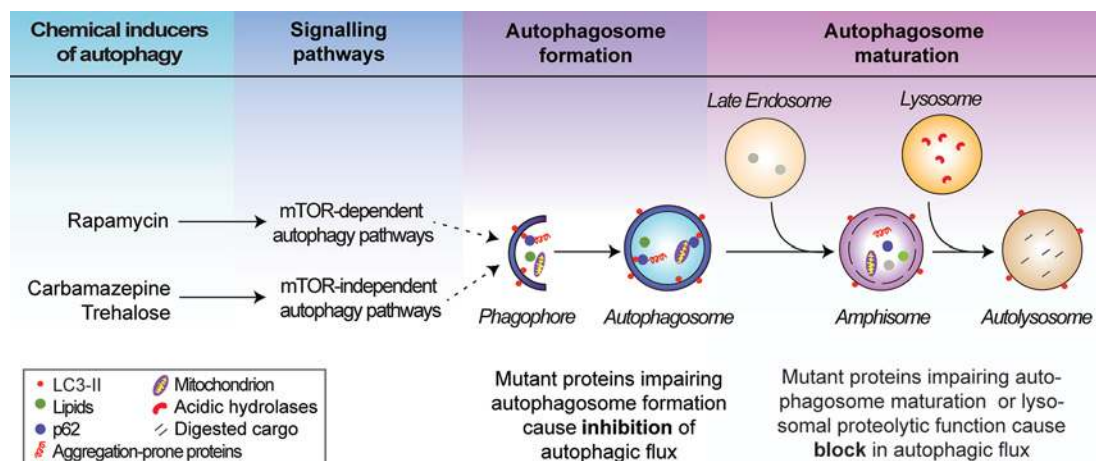 Chemical inducers
of autophagy
Signalling
pathways
Autophagosome
formation
Autophagosome
maturation
Late Endosome
Lysosome
Rapamycin
mTOR-dependent
autophagy pathways
Carbamazepine
Trehalose
mTOR-independent
autophagy pathways
Phagophore
Autophagosome
Amphisome
Autolysosome
LC3-II
Lipids
p62
Aggregation-prone proteins
Mitochondrion
Acidic hydrolases
Digested cargo
Mutant proteins impairing
autophagosome formation
cause inhibition of
autophagic flux
Mutant proteins impairing auto-
phagosome maturation or lyso-
somal proteolytic function cause
block in autophagic flux